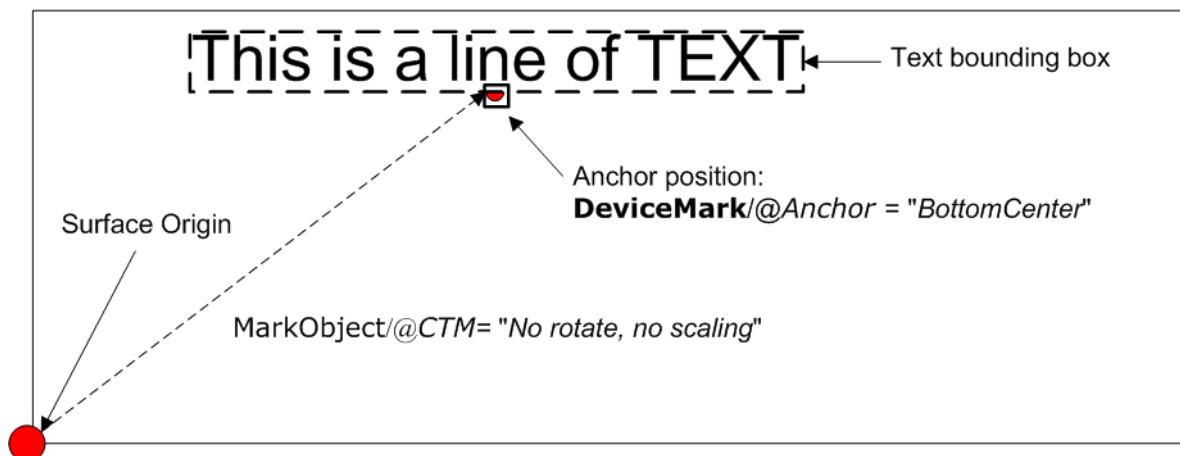 This is a line of TEXT
Text bounding box
Anchor position:
DeviceMark/@Anchor = "BottomCenter"
Surface Origin
MarkObject/@CTM= "No rotate, no scaling"